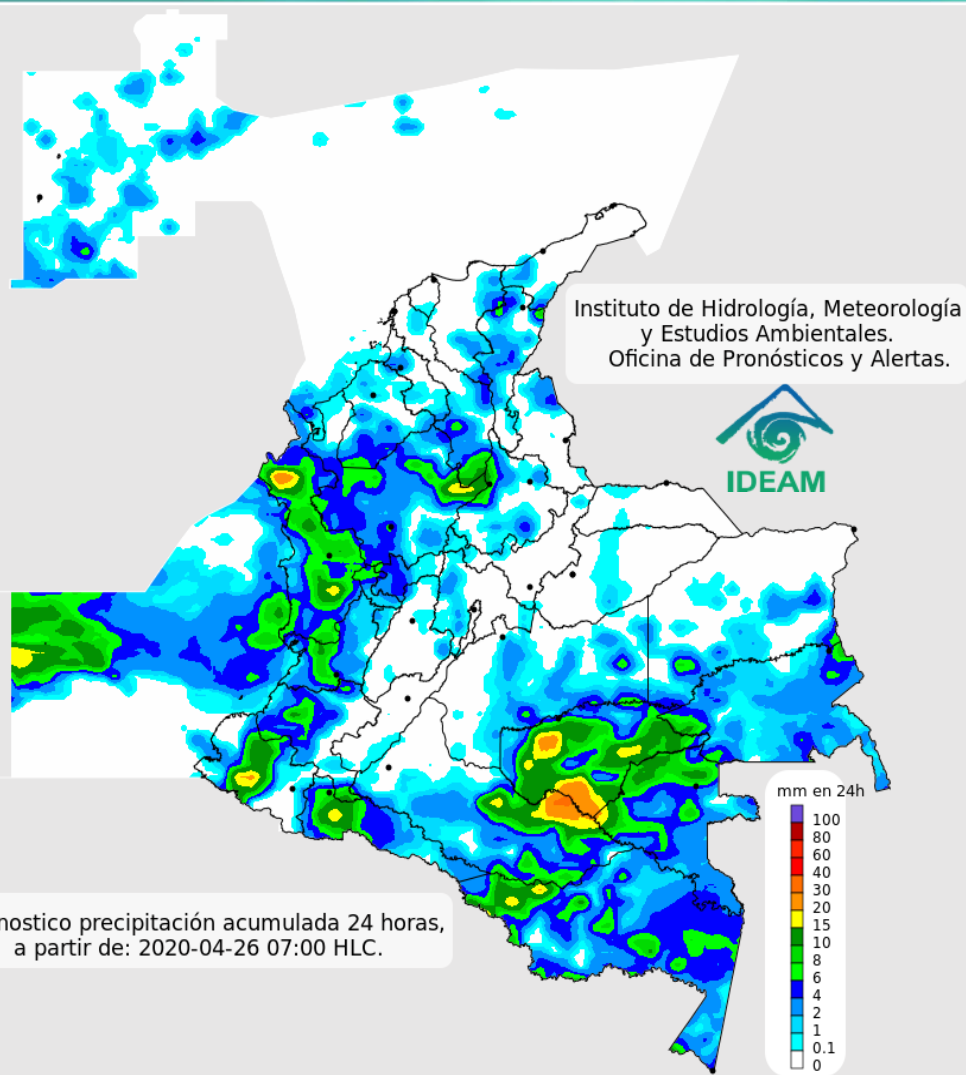 Instituto de Hidrología, Meteorología
y Estudios Ambientales.
Oficina de Pronósticos y Alertas.
IDEAM
mm en 24h
100
80
60
40
30
20
15
10
8
6
4
2
1
0.1
0
precipitación acumulada 24 horas,
a partir de: 2020-04-26 07:00 HLC.